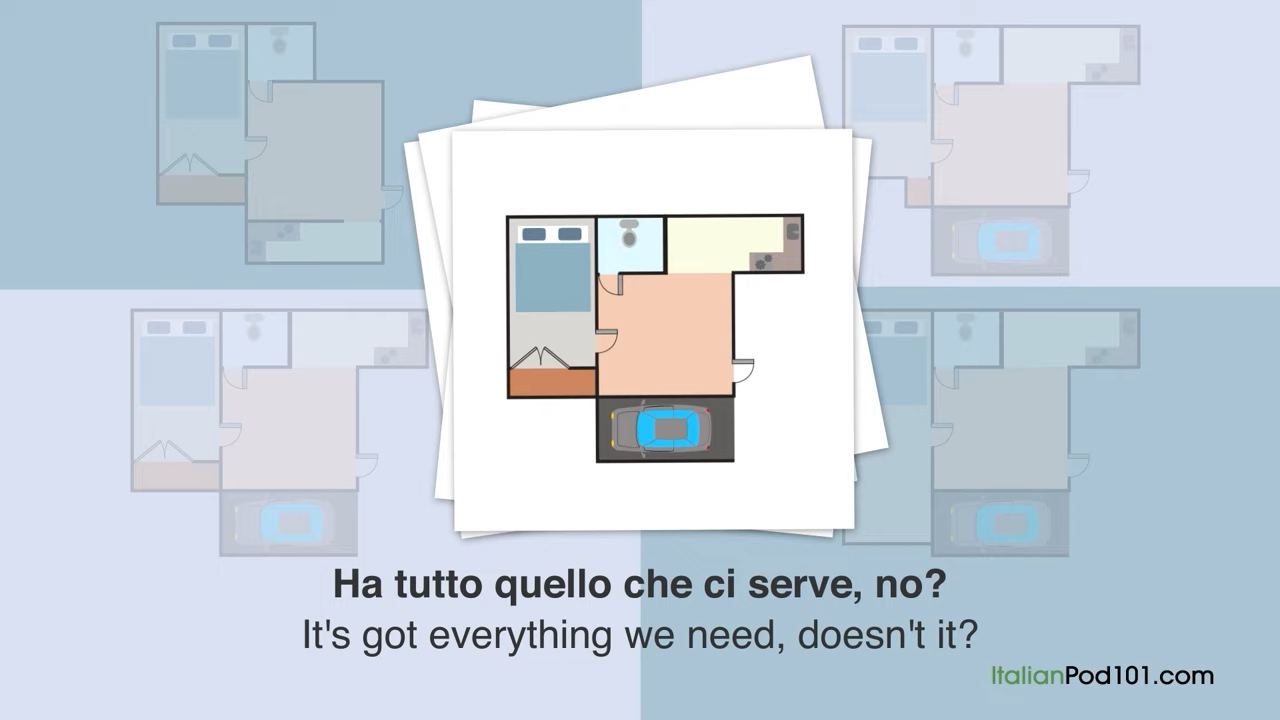 Ha tutto quello che ci serve, no?
It's got everything we need, doesn't it?
ItalianPod101.com